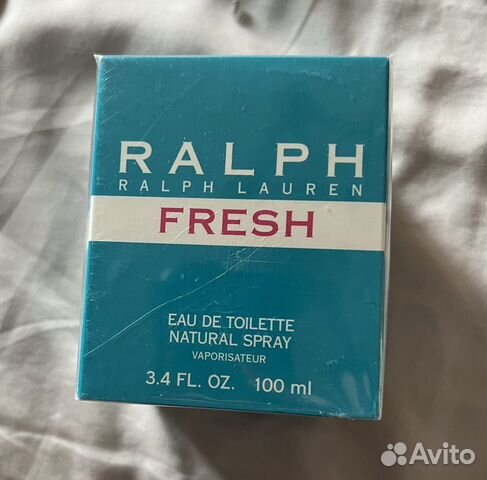 RALPH
RALPH LAUREN
FRESH
EAU DE TOILETTE
NATURAL SPRAY
VAPORISATEUR
3.4 FL. OZ. 100 ml
Avito